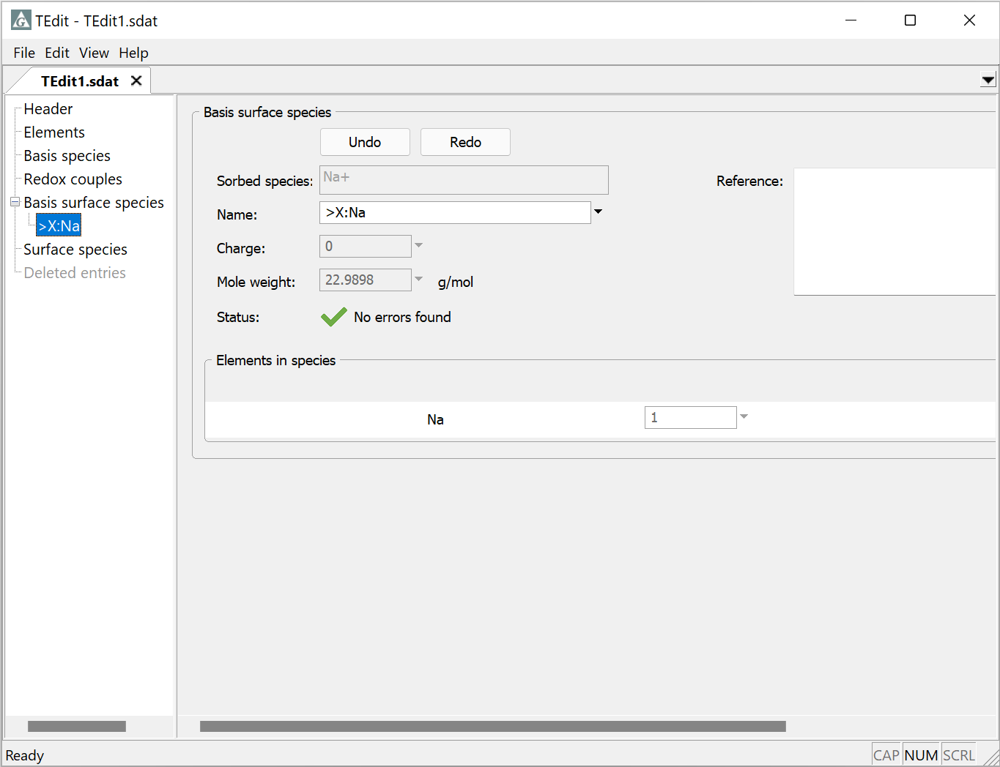 TEdit - TEdit1.sdat
File Edit View Help
TEdit1.sdat
Header
Elements
Basis species
Redox couples
Basis surface species
>X:Na
Surface species
Deleted entries
Basis surface species
Undo Redo
Sorbed species: Na+ Reference:
Name: >X:Na
Charge: 0
Mole weight: 22.9898 g/mol
Status: No errors found
Elements in species
Na 1
Ready CAP NUM SCRL